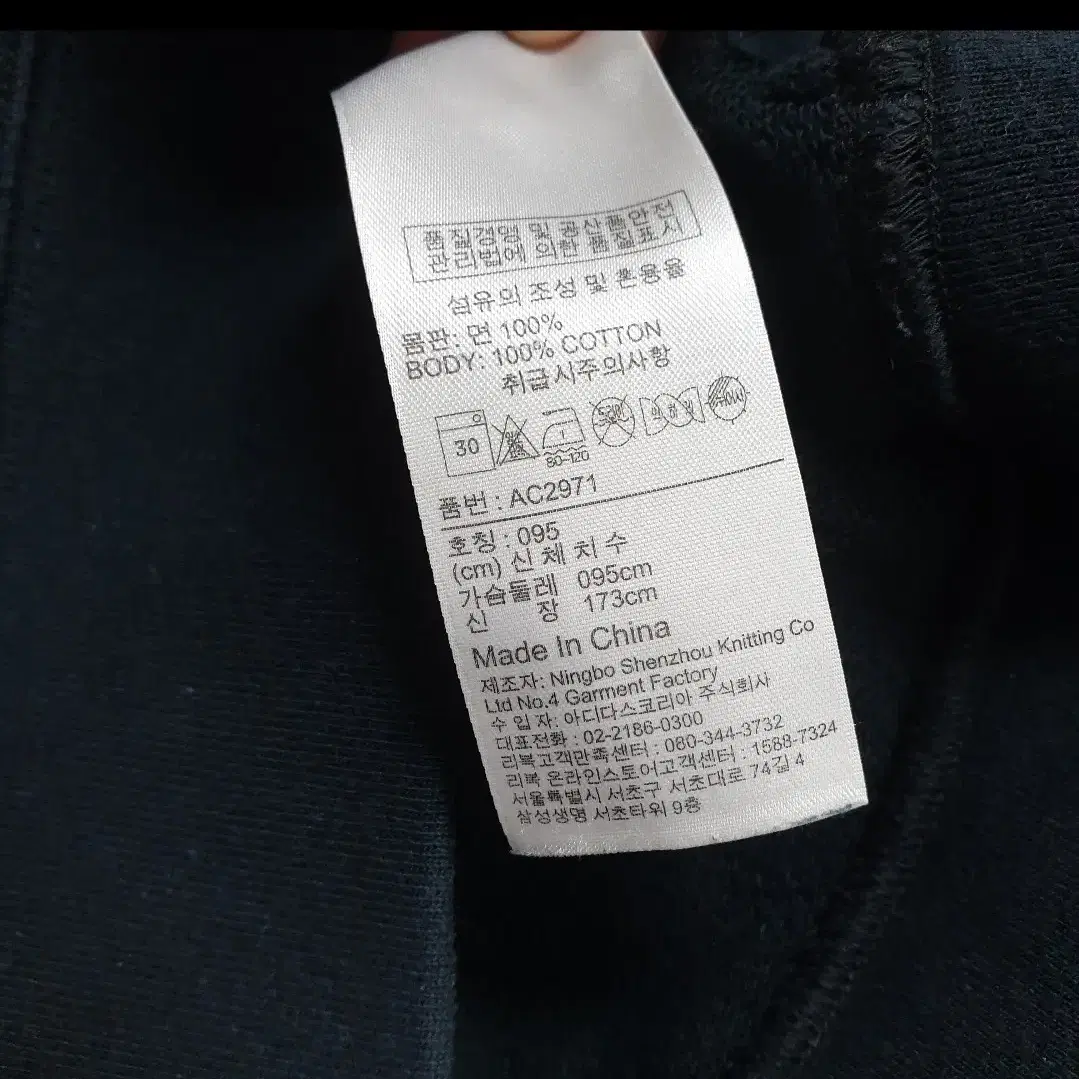 품질경영 및 공산품안전
관리법에 의한 품질표시
섬유의 조성 및 혼용율
몸판: 면 100%
BODY: 100% COTTON
취급시주의사항
30
80~120
품번 : AC2971
호칭 : 095
(cm) 신 체 치 수
가슴둘레 095cm
신 장 173cm
Made In China
제조자: Ningbo Shenzhou Knitting Co
Ltd No.4 Garment Factory
수 입 자: 아디다스코리아 주식회사
대표전화 : 02-2186-0300
리복고객만족센터 : 080-344-3732
리복 온라인스토어고객센터 : 1588-7324
서울특별시 서초구 서초대로 74길 4
삼성생명 서초타워 9층